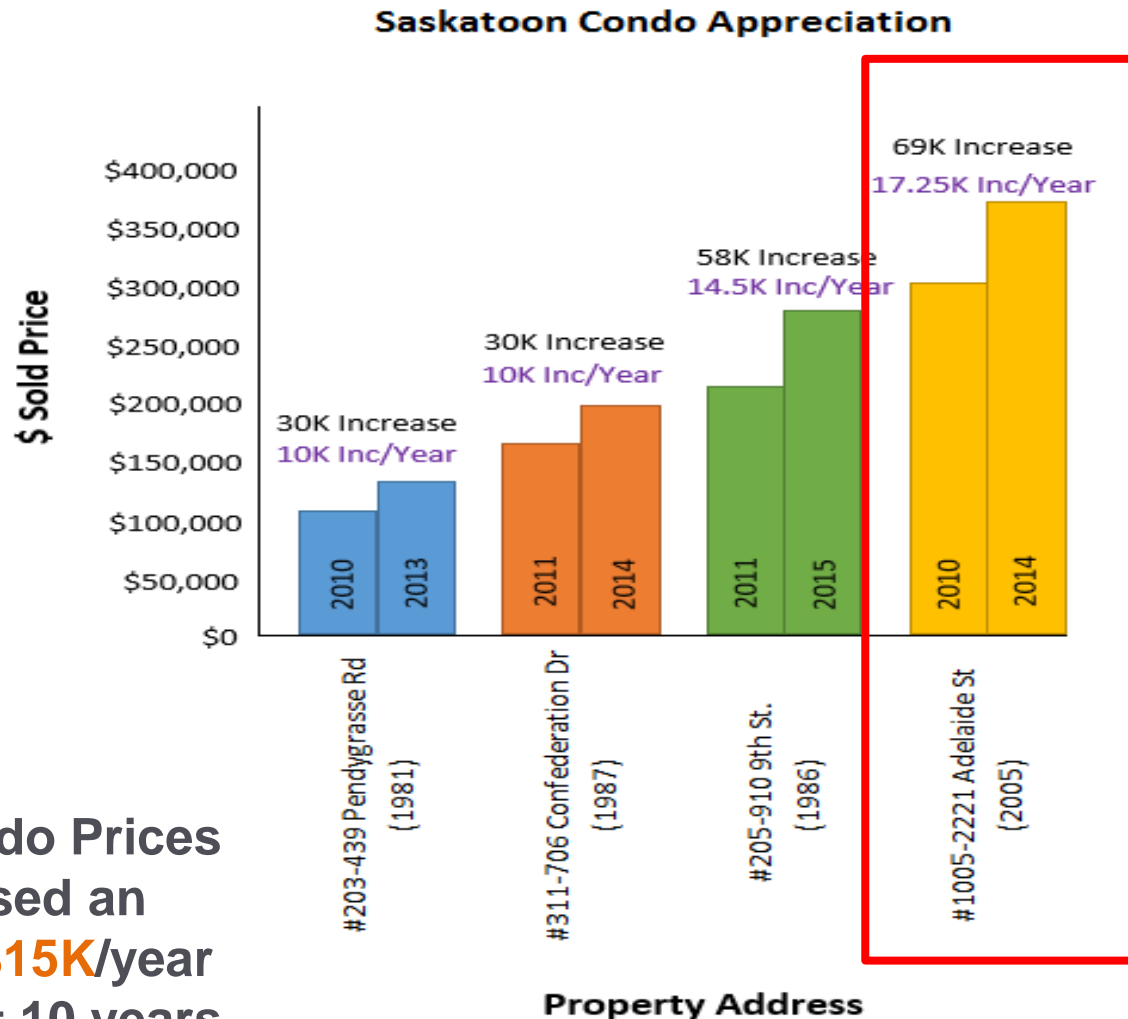 Saskatoon Condo Appreciation
$ Sold Price
$400,000
$350,000
$300,000
$250,000
$200,000
$150,000
$100,000
$50,000
$0
30K Increase
10K Inc/Year
30K Increase
10K Inc/Year
58K Increase
14.5K Inc/Year
69K Increase
17.25K Inc/Year
2010
2013
2011
2014
2011
2015
2010
2014
#203-439 Pendygrasse Rd
(1981)
#311-706 Confederation Dr
(1987)
#205-910 9th St.
(1986)
#1005-2221 Adelaide St
(2005)
Property Address
do Prices
sed an
15K/year
10 years